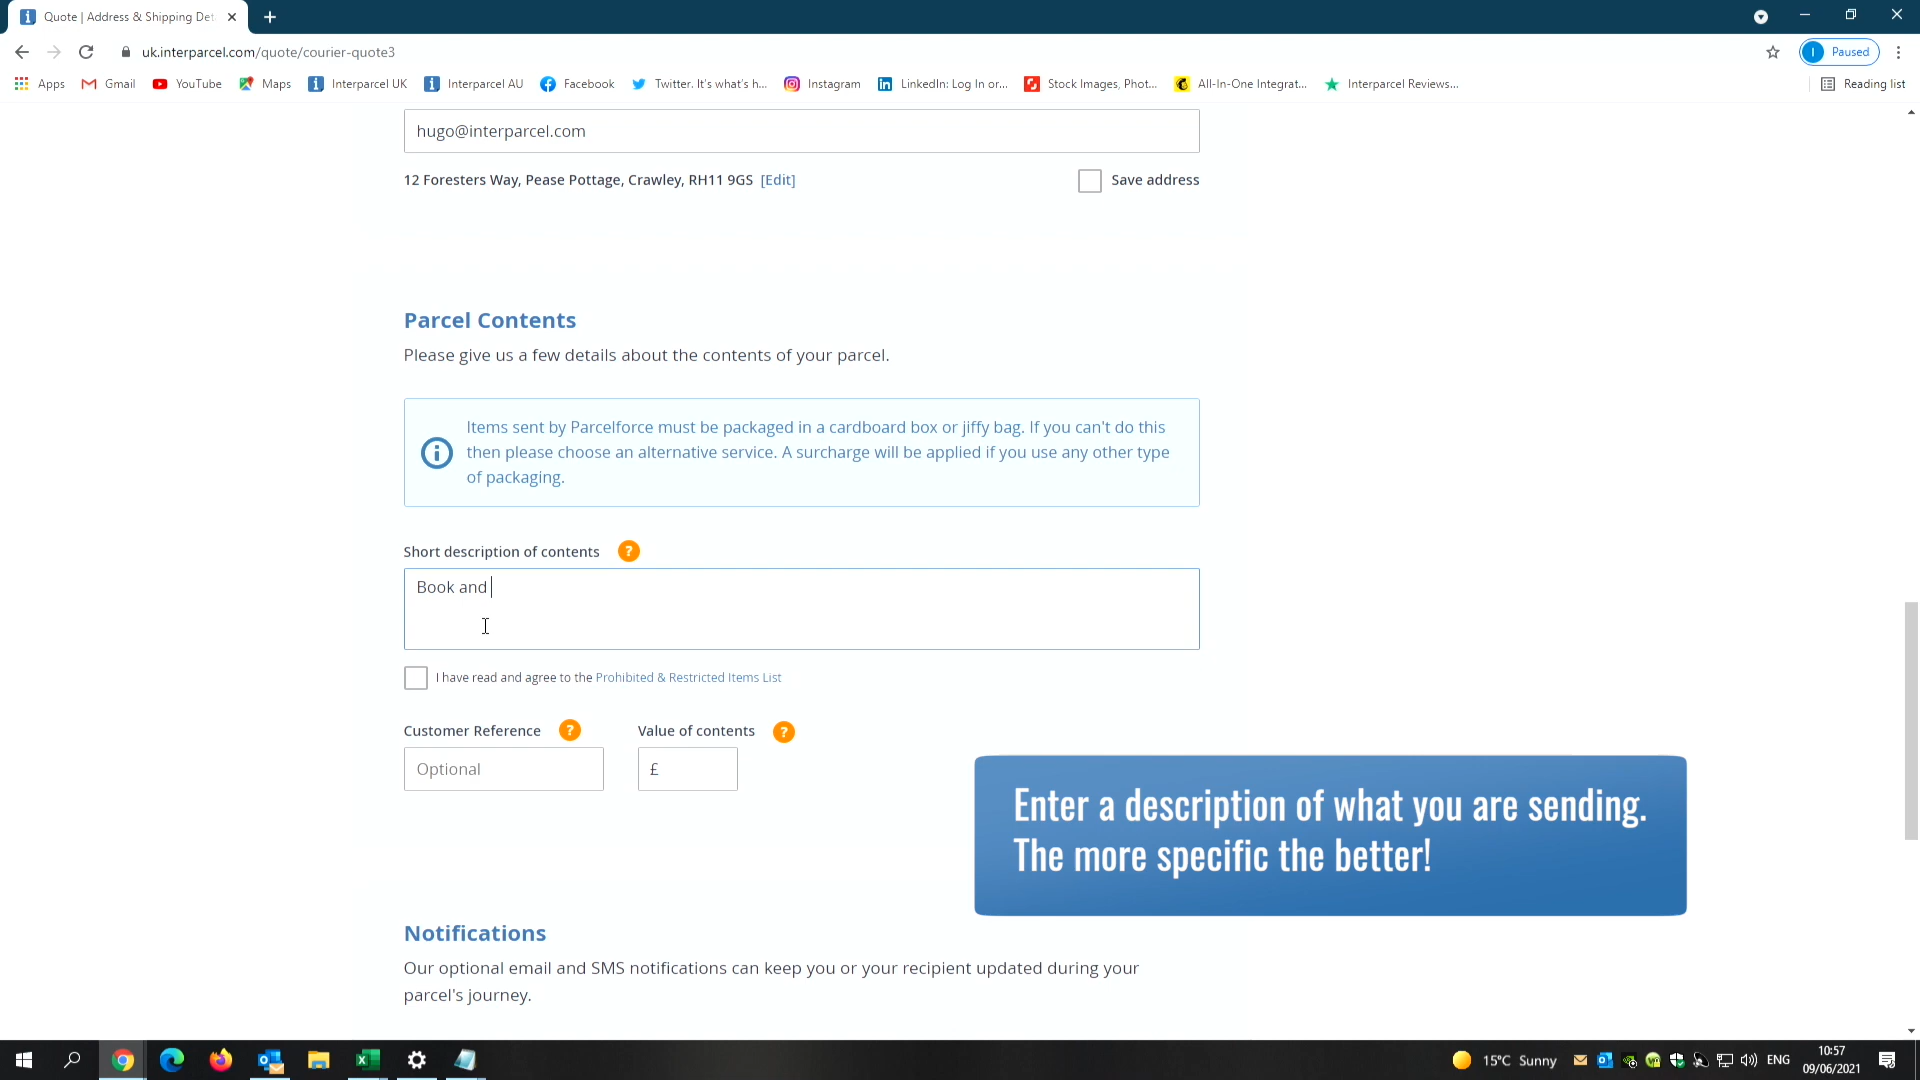 Quote | Address & Shipping Det
uk.interparcel.com/quote/courier-quote3
Paused
Apps
Gmail
YouTube
Maps
Interparcel UK
Interparcel AU
Facebook
Twitter. It's what's h...
Instagram
LinkedIn: Log In or...
Stock Images, Phot...
All-In-One Integrat...
Interparcel Reviews...
Reading list
hugo@interparcel.com
12 Foresters Way, Pease Pottage, Crawley, RH11 9GS [Edit]
Save address
Parcel Contents
Please give us a few details about the contents of your parcel.
Items sent by Parcelforce must be packaged in a cardboard box or jiffy bag. If you can't do this
then please choose an alternative service. A surcharge will be applied if you use any other type
of packaging.
Short description of contents ?
Book and
I have read and agree to the Prohibited & Restricted Items List
Customer Reference ?
Value of contents ?
Optional
£
Enter a description of what you are sending.
The more specific the better!
Notifications
Our optional email and SMS notifications can keep you or your recipient updated during your
parcel's journey.
15°C Sunny
ENG
10:57
09/06/2021